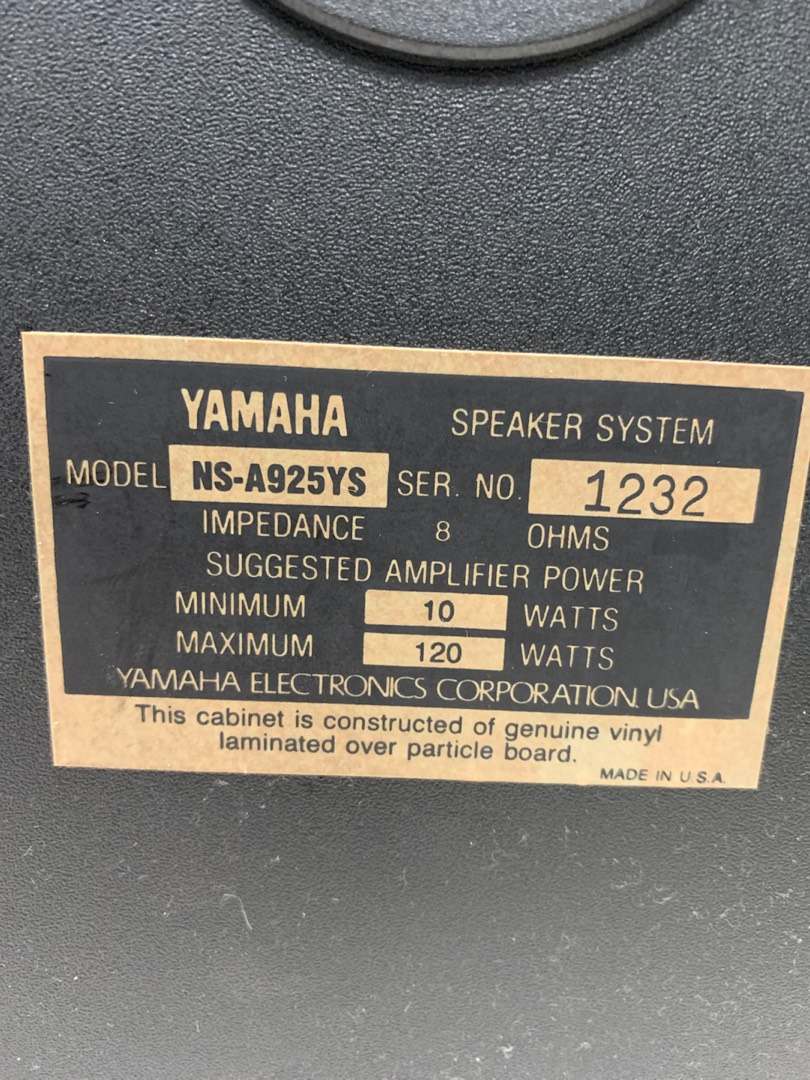 YAMAHA SPEAKER SYSTEM
MODEL NS-A925YS SER. NO. 1232
IMPEDANCE 8 OHMS
SUGGESTED AMPLIFIER POWER
MINIMUM 10 WATTS
MAXIMUM 120 WATTS
YAMAHA ELECTRONICS CORPORATION. USA
This cabinet is constructed of genuine vinyl
laminated over particle board.
MADE IN U.S.A.